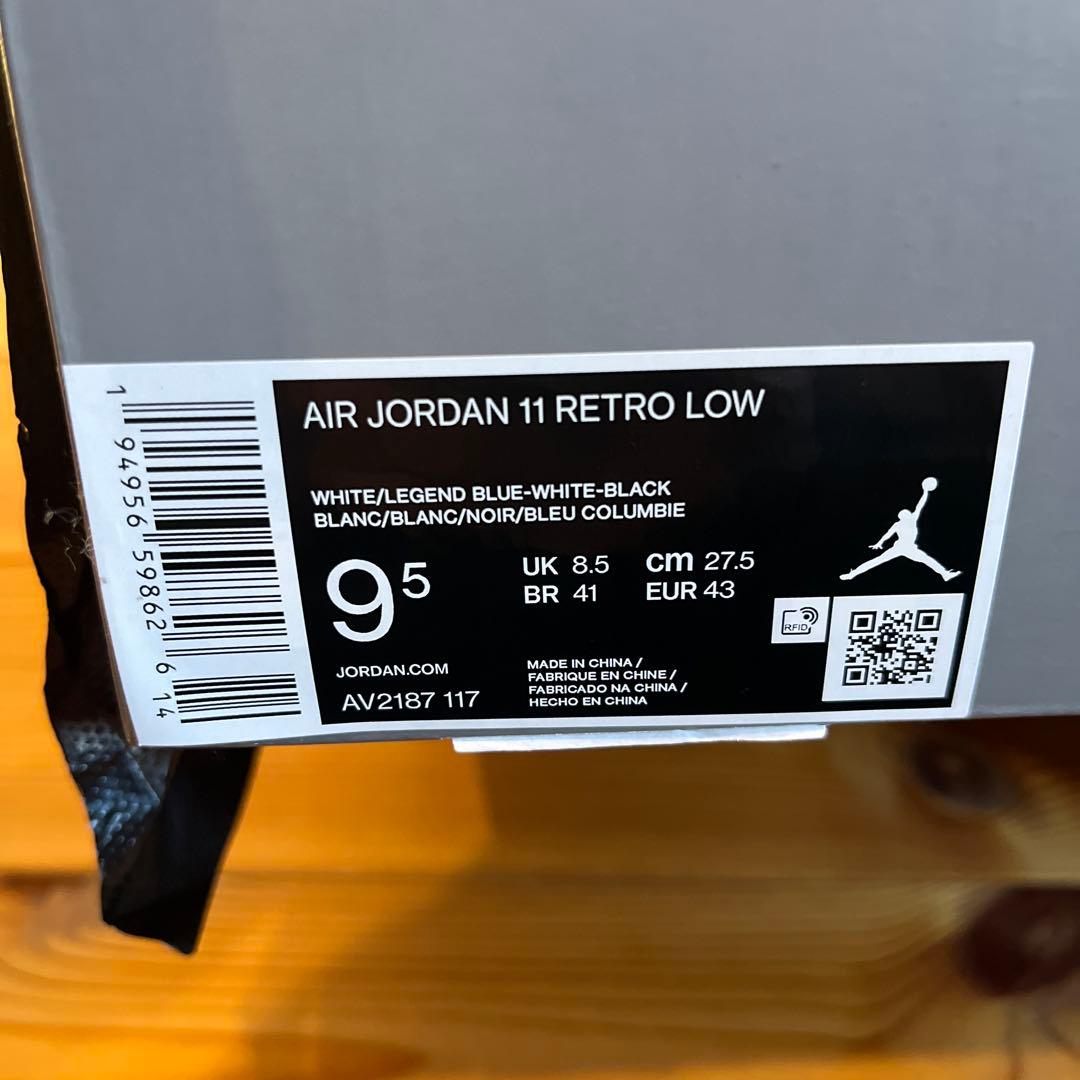 AIR JORDAN 11 RETRO LOW
WHITE/LEGEND BLUE-WHITE-BLACK
BLANC/BLANC/NOIR/BLEU COLUMBIE
9 5
UK 8.5 cm 27.5
BR 41 EUR 43
RFID
JORDAN.COM
AV2187 117
MADE IN CHINA /
FABRIQUE EN CHINE /
FABRICADO NA CHINA /
HECHO EN CHINA
1 94956 59862 6 14